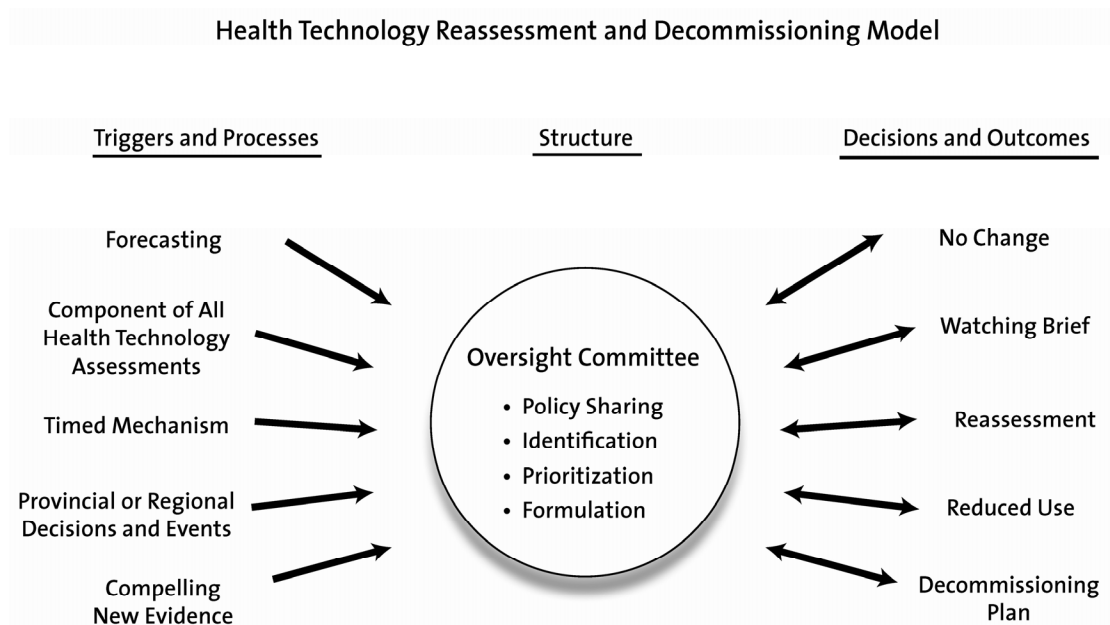 Health Technology Reassessment and Decommissioning Model
Triggers and Processes
Structure
Decisions and Outcomes
Forecasting
Component of All
Health Technology
Assessments
Timed Mechanism
Provincial or Regional
Decisions and Events
Compelling
New Evidence
Oversight Committee
• Policy Sharing
• Identification
• Prioritization
• Formulation
No Change
Watching Brief
Reassessment
Reduced Use
Decommissioning
Plan